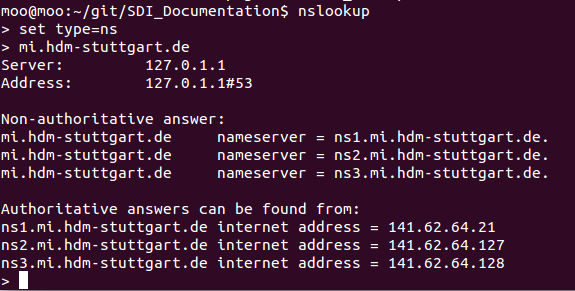 moo@moo:~/git/SDI_Documentation$ nslookup
> set type=ns
> mi.hdm-stuttgart.de
Server: 127.0.1.1
Address: 127.0.1.1#53
Non-authoritative answer:
mi.hdm-stuttgart.de nameserver = ns1.mi.hdm-stuttgart.de.
mi.hdm-stuttgart.de nameserver = ns2.mi.hdm-stuttgart.de.
mi.hdm-stuttgart.de nameserver = ns3.mi.hdm-stuttgart.de.
Authoritative answers can be found from:
ns1.mi.hdm-stuttgart.de internet address = 141.62.64.21
ns2.mi.hdm-stuttgart.de internet address = 141.62.64.127
ns3.mi.hdm-stuttgart.de internet address = 141.62.64.128
>